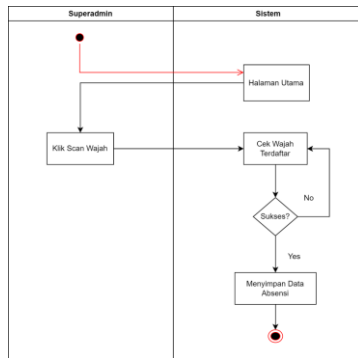 Superadmin
Sistem
Halaman Utama
Klik Scan Wajah
Cek Wajah
Terdaftar
No
Sukses?
Yes
Menyimpan Data
Absensi